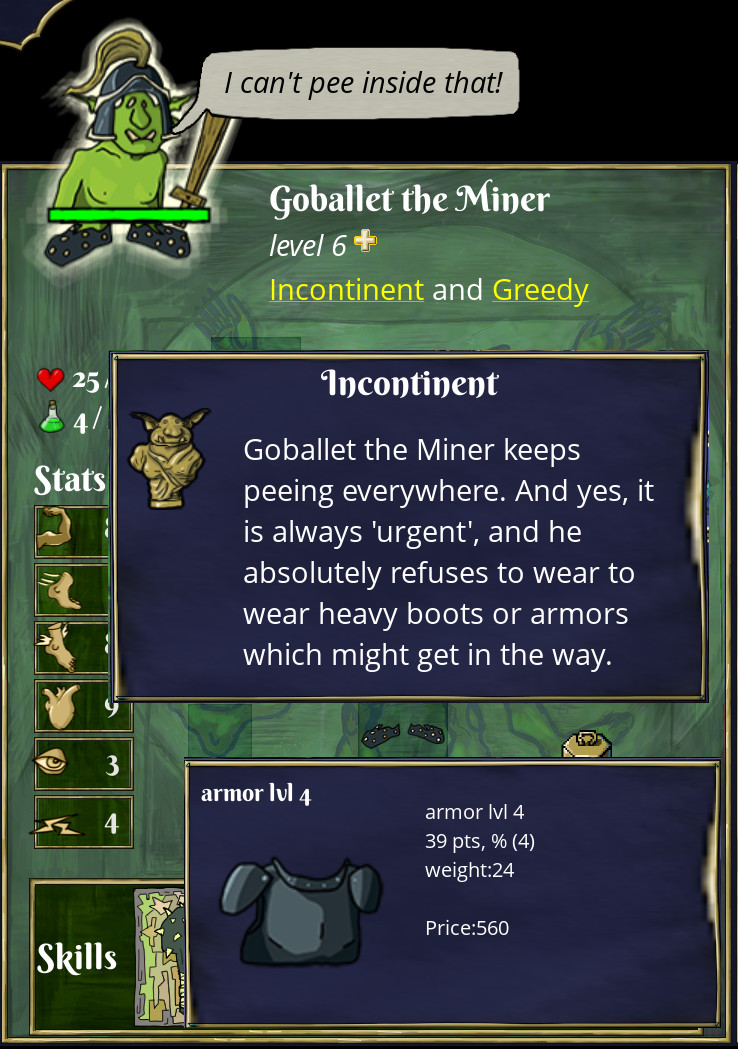 I can't pee inside that!
Goballet the Miner
level 6
Incontinent and Greedy
25/
4/
Incontinent
Goballet the Miner keeps
peeing everywhere. And yes, it
is always 'urgent', and he
absolutely refuses to wear to
wear heavy boots or armors
which might get in the way.
Stats
9
3
4
armor lvl 4
armor lvl 4
39 pts, % (4)
weight:24
Price:560
Skills